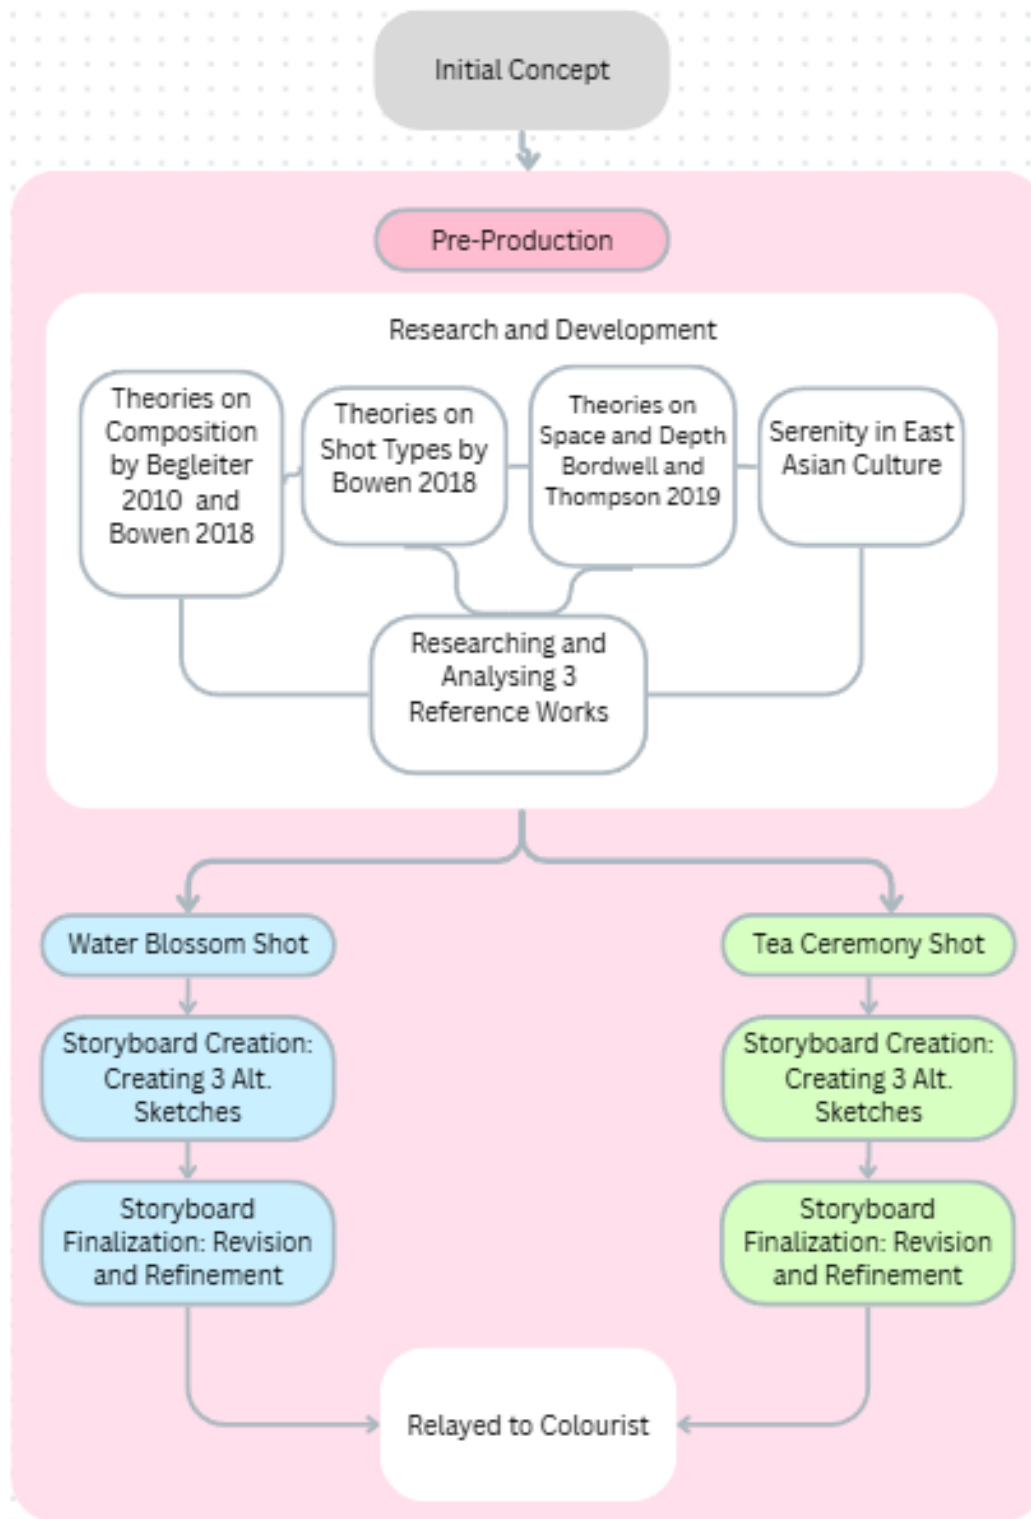 Initial Concept
Pre-Production
Research and Development
Theories on
Composition
by Begleiter
2010 and
Bowen 2018
Theories on
Shot Types by
Bowen 2018
Theories on
Space and Depth
Bordwell and
Thompson 2019
Serenity in East
Asian Culture
Researching and
Analysing 3
Reference Works
Water Blossom Shot
Storyboard Creation:
Creating 3 Alt.
Sketches
Storyboard
Finalization: Revision
and Refinement
Tea Ceremony Shot
Storyboard Creation:
Creating 3 Alt.
Sketches
Storyboard
Finalization: Revision
and Refinement
Relayed to Colourist